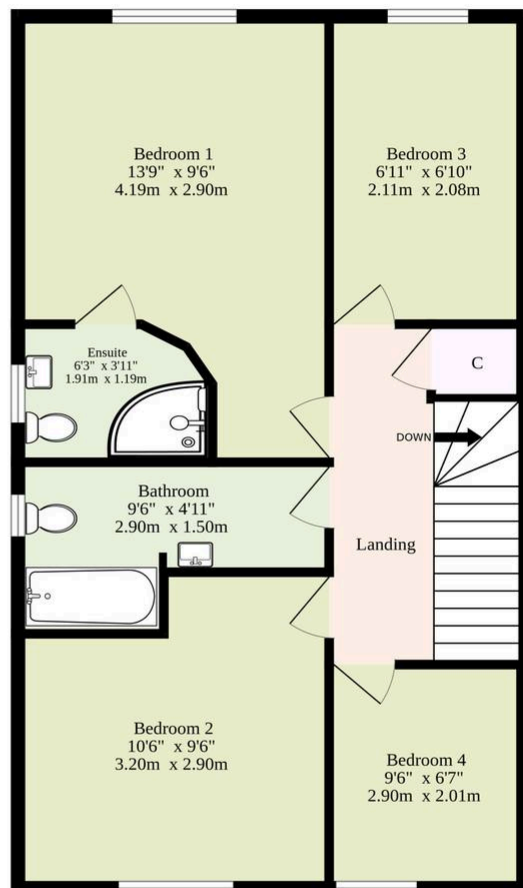 Bedroom 1
13'9" x 9'6"
4.19m x 2.90m
Bedroom 3
6'11" x 6'10"
2.11m x 2.08m
Ensuite
6'3" x 3'11"
1.91m x 1.19m
C
DOWN
Bathroom
9'6" x 4'11"
2.90m x 1.50m
Landing
Bedroom 2
10'6" x 9'6"
3.20m x 2.90m
Bedroom 4
9'6" x 6'7"
2.90m x 2.01m